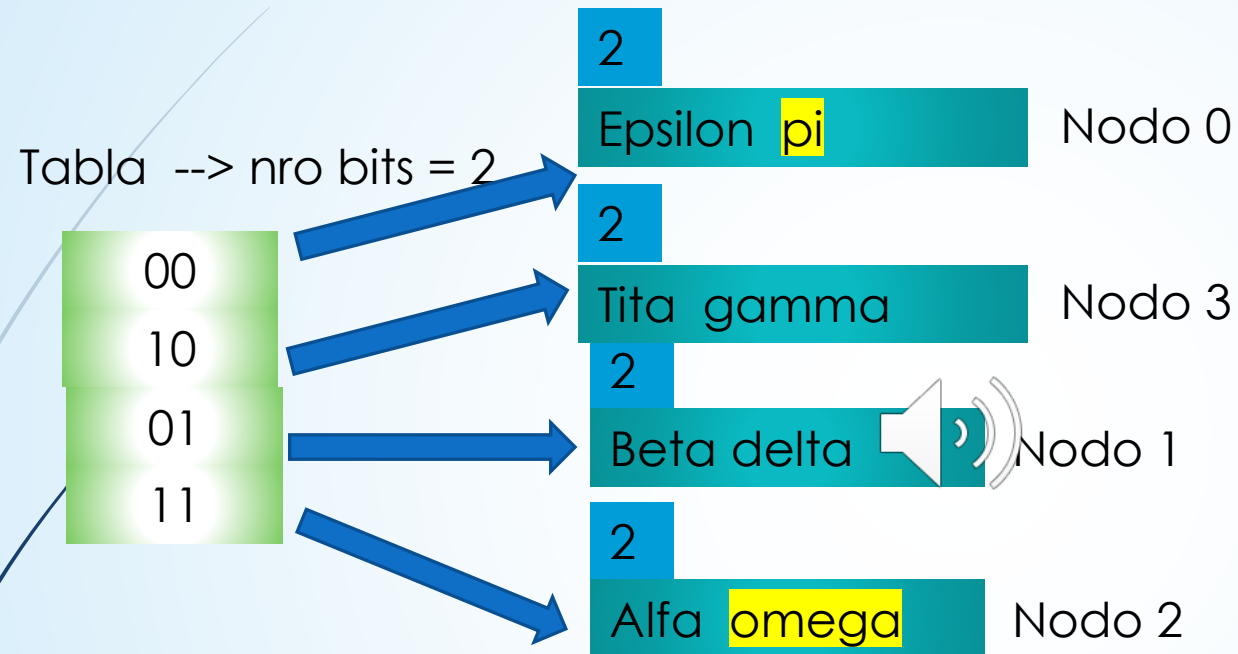 Tabla --> nro bits = 2
00
10
01
11
2
Epsilon pi Nodo 0
2
Tita gamma Nodo 3
2
Beta delta Nodo 1
2
Alfa omega Nodo 2